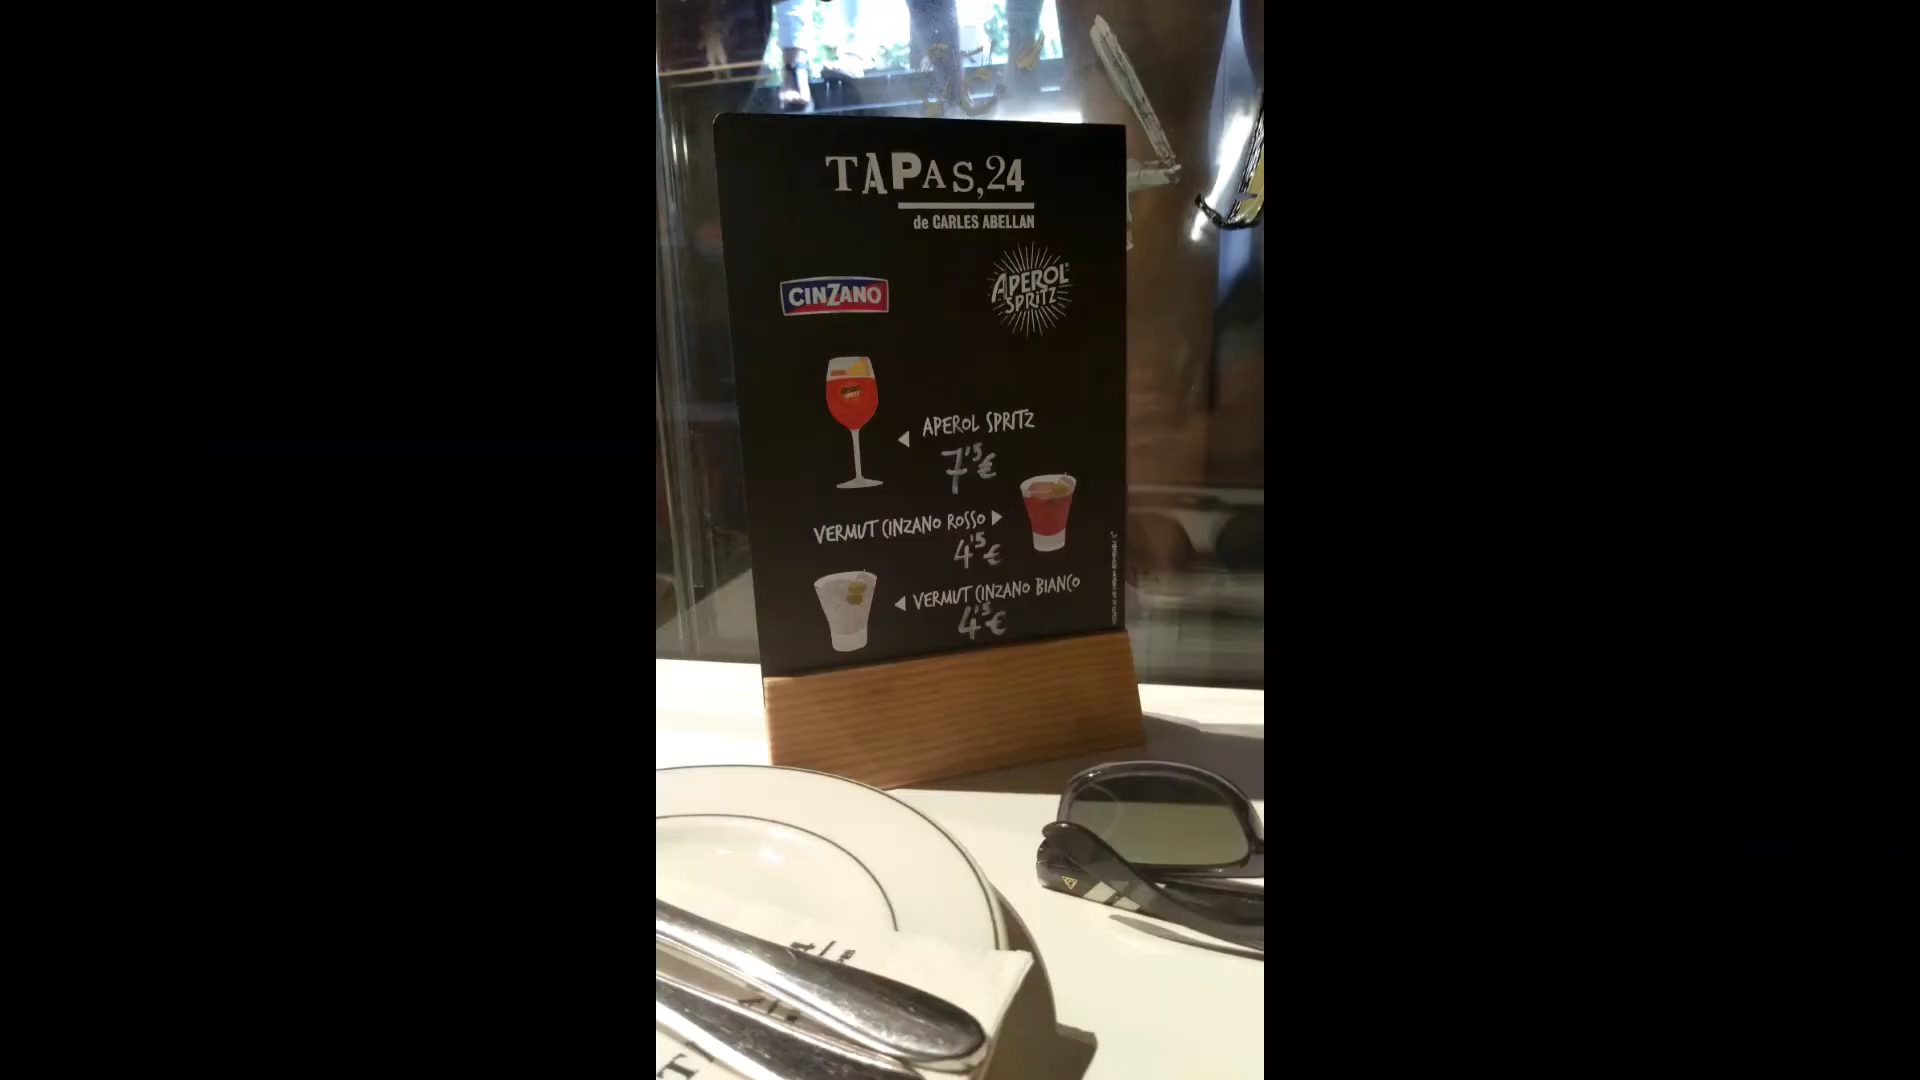 TAPAS,24
de CARLES ABELLAN
CINZANO
APEROL
SPRITZ
APEROL SPRITZ
7'5€
VERMUT CINZANO ROSSO
4'5€
VERMUT CINZANO BIANCO
4'5€